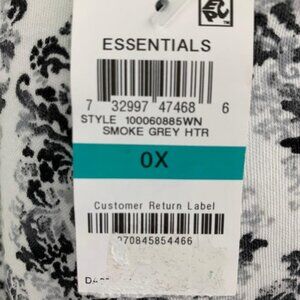 ESSENTIALS
7 32997 47468 6
STYLE 100060885WN
SMOKE GREY HTR
0X
Customer Return Label
070845854466